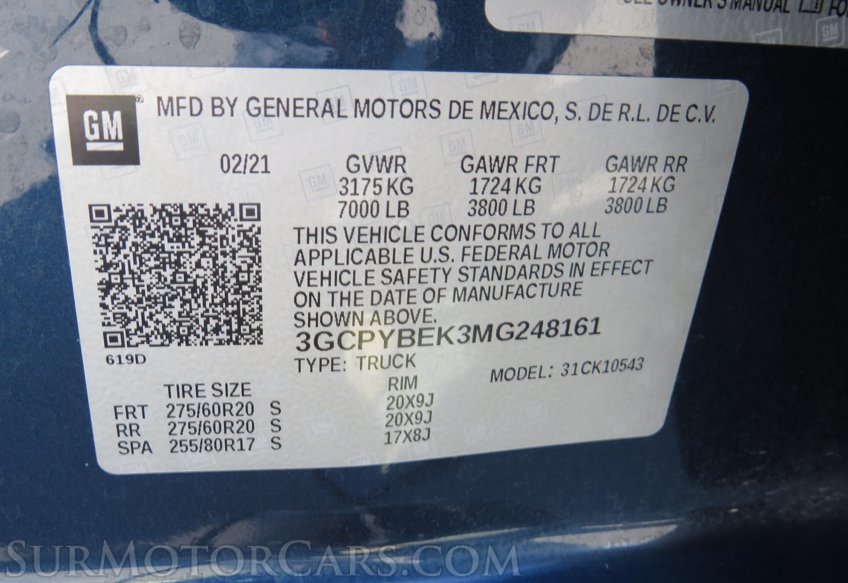 SEE OWNER'S MANUAL
GM
MFD BY GENERAL MOTORS DE MEXICO, S. DE R.L. DE C.V.
02/21 GVWR GAWR FRT GAWR RR
3175 KG 1724 KG 1724 KG
7000 LB 3800 LB 3800 LB
THIS VEHICLE CONFORMS TO ALL
APPLICABLE U.S. FEDERAL MOTOR
VEHICLE SAFETY STANDARDS IN EFFECT
ON THE DATE OF MANUFACTURE
SHOWN ABOVE.
3GCPYBEK3MG248161
619D
TYPE: TRUCK MODEL: 31CK10543
TIRE SIZE RIM
FRT 275/60R20 S 20X9J
RR 275/60R20 S 20X9J
SPA 255/80R17 S 17X8J
SURMOTORCARS.COM